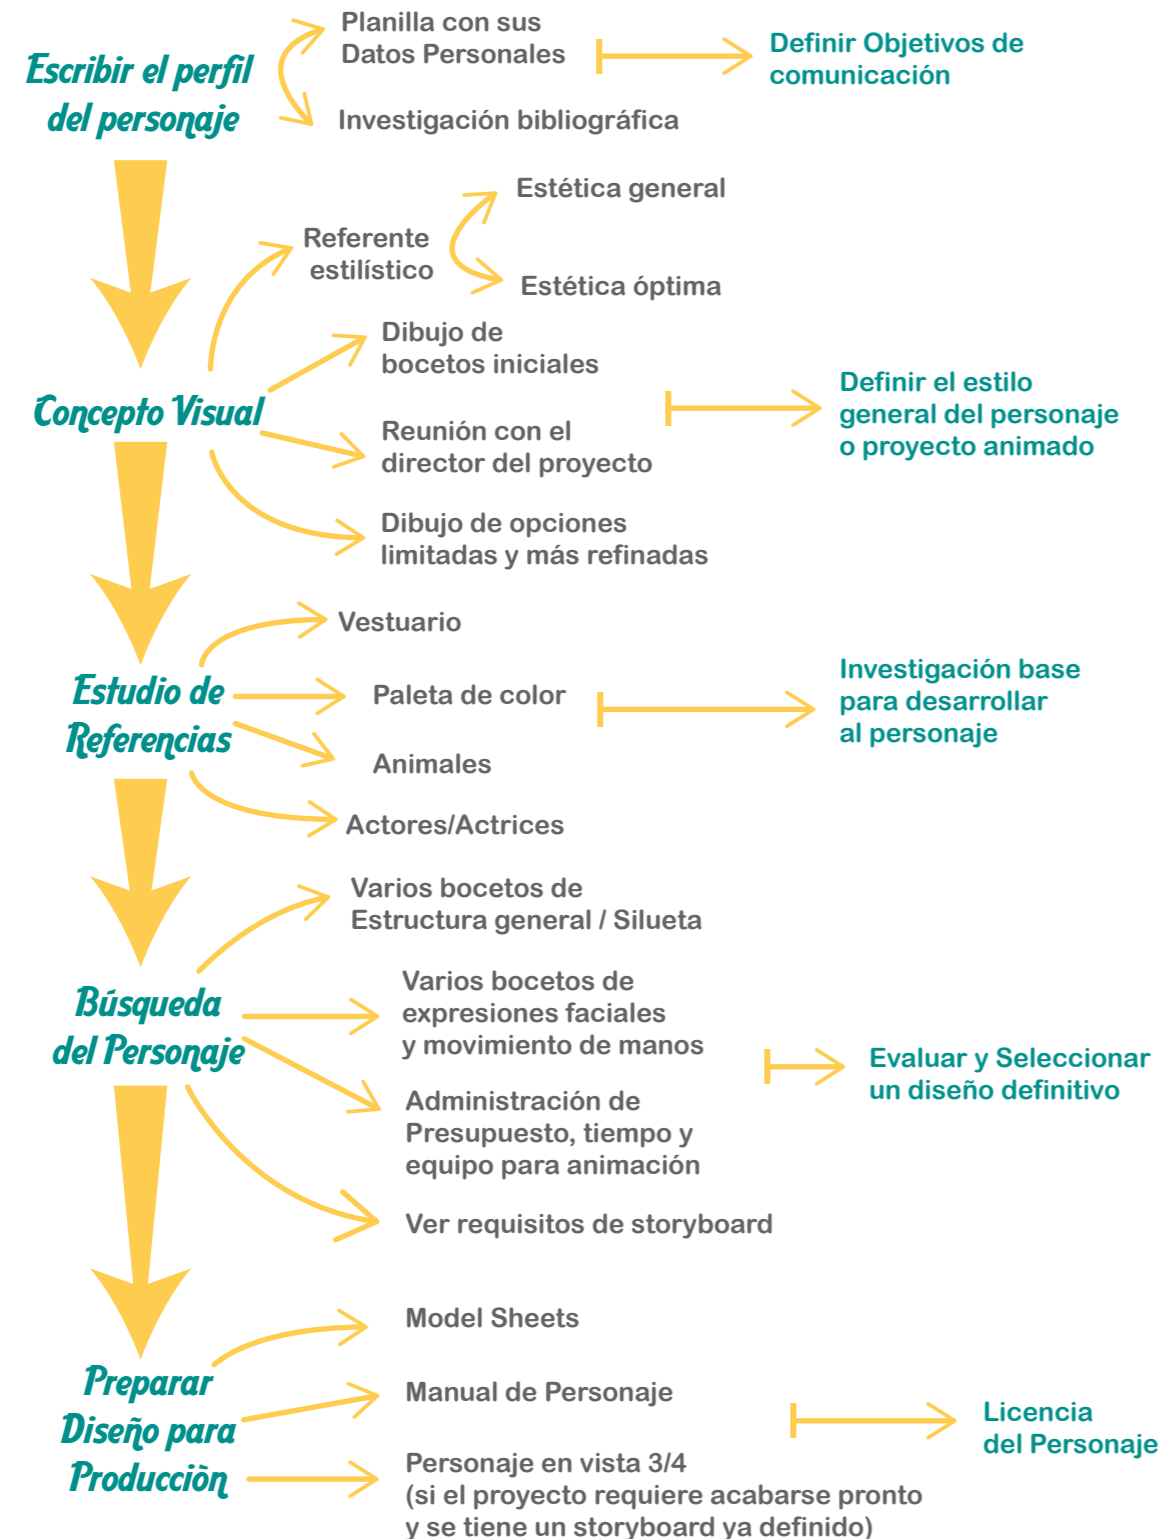 Escribir el perfil
del personaje
Planilla con sus
Datos Personales
Investigación bibliográfica
Definir Objetivos de
comunicación
Concepto Visual
Referente
estilístico
Estética general
Estética óptima
Dibujo de
bocetos iniciales
Reunión con el
director del proyecto
Dibujo de opciones
limitadas y más refinadas
Definir el estilo
general del personaje
o proyecto animado
Estudio de
Referencias
Vestuario
Paleta de color
Animales
Actores/Actrices
Investigación base
para desarrollar
al personaje
Búsqueda
del Personaje
Varios bocetos de
Estructura general / Silueta
Varios bocetos de
expresiones faciales
y movimiento de manos
Administración de
Presupuesto, tiempo y
equipo para animación
Ver requisitos de storyboard
Evaluar y Seleccionar
un diseño definitivo
Preparar
Diseño para
Producciòn
Model Sheets
Manual de Personaje
Personaje en vista 3/4
(si el proyecto requiere acabarse pronto
y se tiene un storyboard ya definido)
Licencia
del Personaje